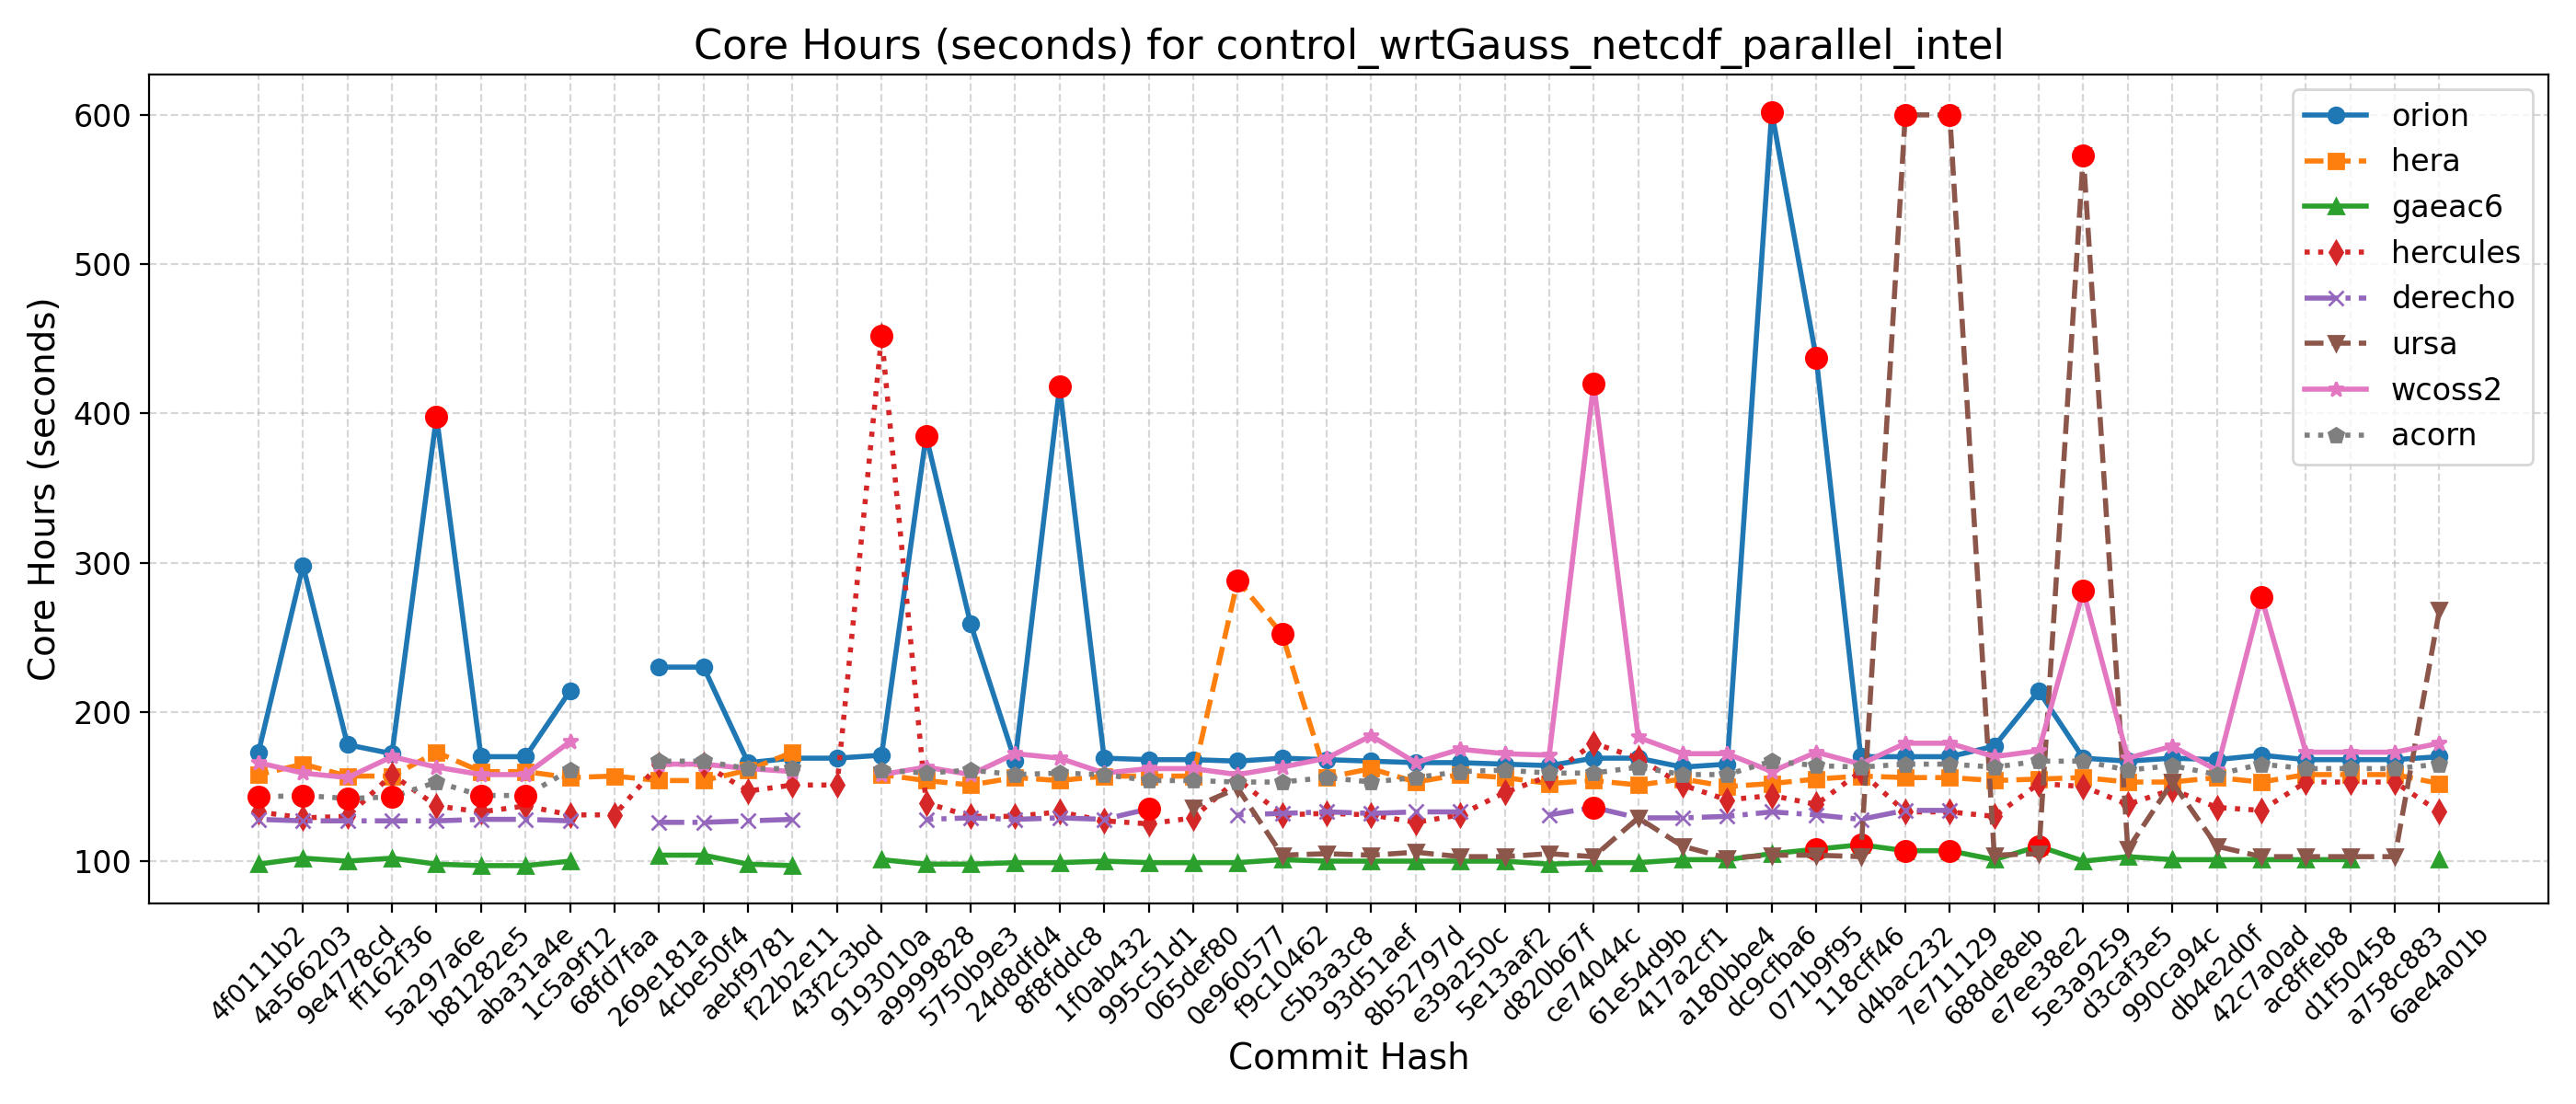 Core Hours (seconds) for control_wrtGauss_netcdf_parallel_intel
Core Hours (seconds)
600
500
400
300
200
100
orion
hera
gaeac6
hercules
derecho
ursa
wcoss2
acorn
4f0111b2
4a566203
9e4778cd
ff162f36
5a297a6e
b81282e5
aba31a4e
1c5a9f12
68fd7faa
269e181a
4cbe50f4
aebf9781
f22b2e11
43f2c3bd
9193010a
a9999828
5750b9e3
24d8dfd4
8f8fddc8
1f0ab432
995c51d1
065def80
0e960577
f9c10462
c5b3a3c8
93d51aef
8b52797d
e39a250c
5e13aaf2
d820b67f
ce74044c
61e54d9b
417a2cf1
a180bbe4
dc9cfba6
071b9f95
118cff46
d4bac232
7e711129
688de8eb
e7ee38e2
5e3a9259
d3caf3e5
990ca94c
db4e2d0f
42c7a0ad
ac8ffeb8
d1f50458
a758c883
6ae4a01b
Commit Hash